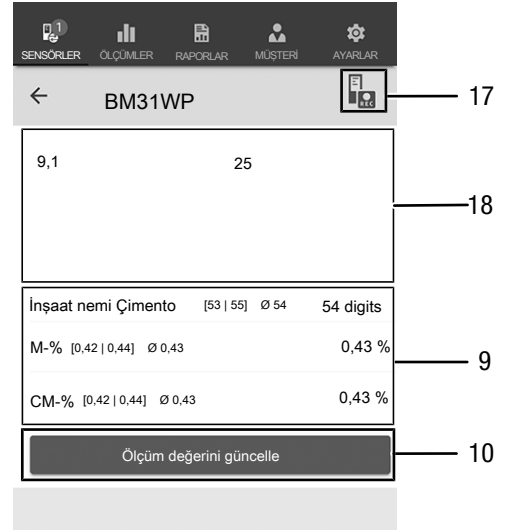 1
SENSÖRLER ÖLÇÜMLER RAPORLAR MÜŞTERİ AYARLAR
BM31WP
REC
17
9,1 25
18
İnşaat nemi Çimento [53 | 55] Ø 54 54 digits
M-% [0,42 | 0,44] Ø 0,43 0,43 %
9
CM-% [0,42 | 0,44] Ø 0,43 0,43 %
Ölçüm değerini güncelle
10